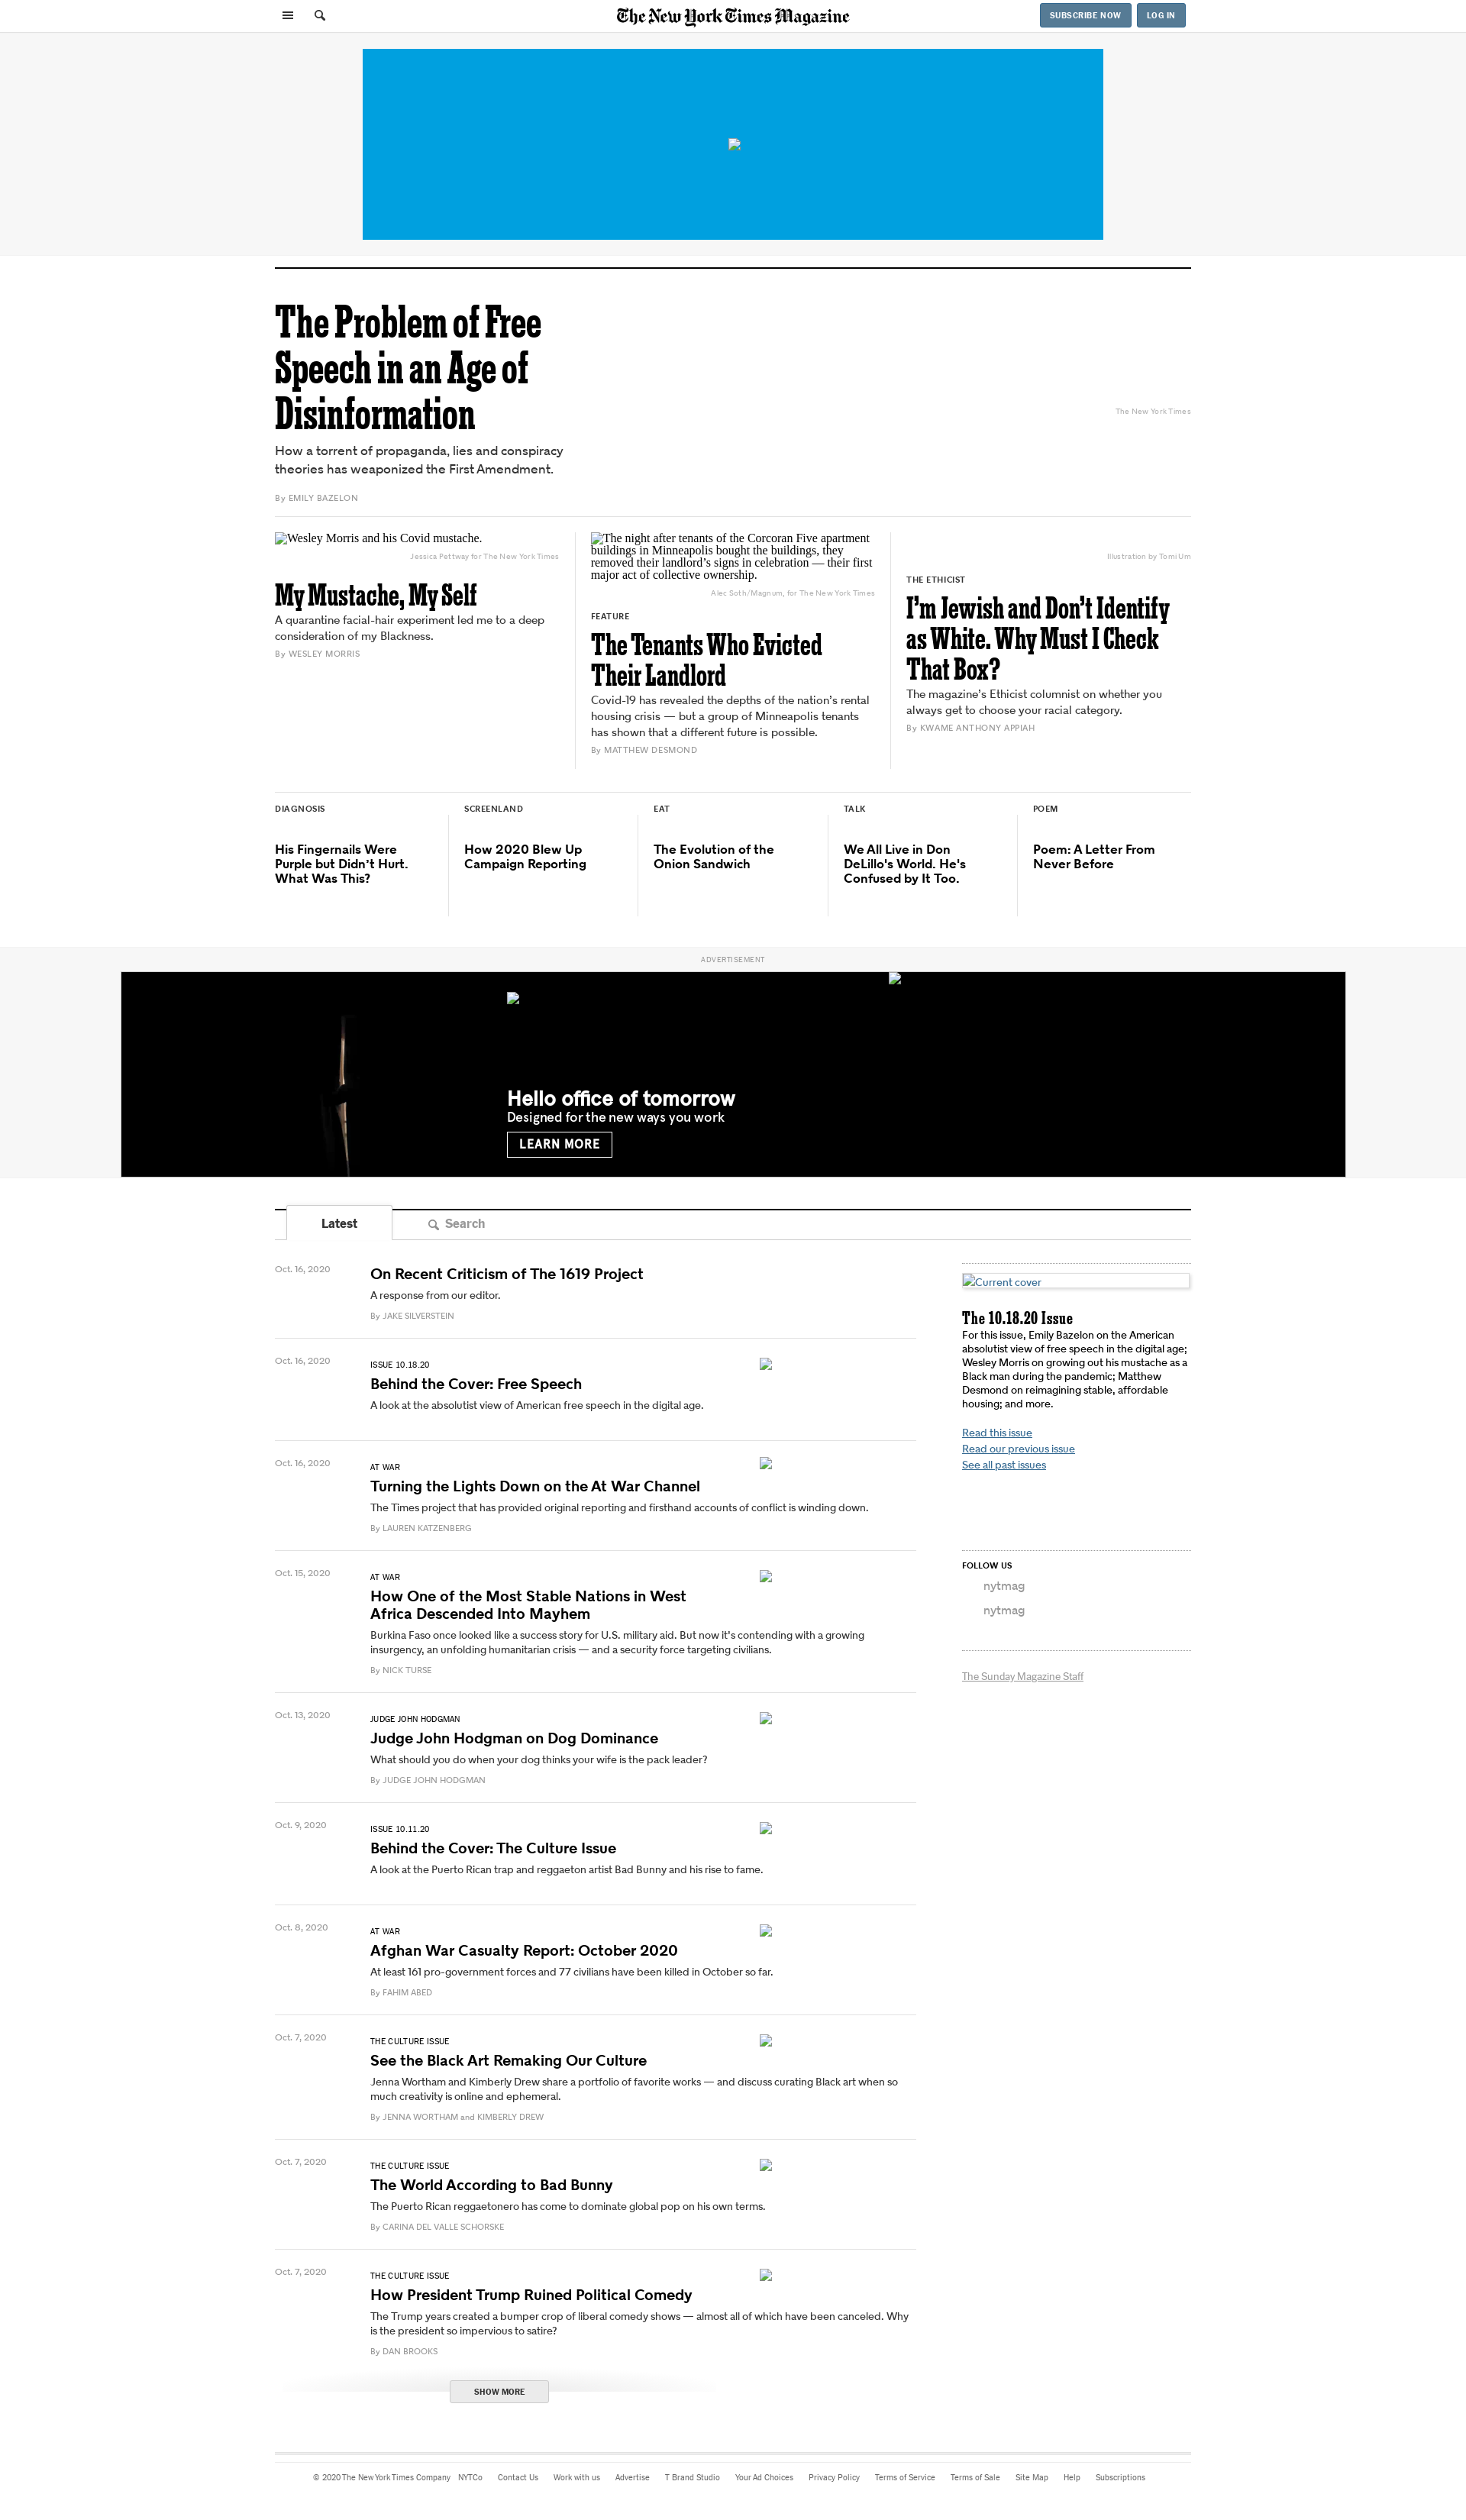 The New York Times Magazine
SUBSCRIBE NOW
LOG IN
The Problem of Free
Speech in an Age of
Disinformation
How a torrent of propaganda, lies and conspiracy
theories has weaponized the First Amendment.
By EMILY BAZELON
The New York Times
Wesley Morris and his Covid mustache.
Jessica Pettway for The New York Times
My Mustache, My Self
A quarantine facial-hair experiment led me to a deep
consideration of my Blackness.
By WESLEY MORRIS
The night after tenants of the Corcoran Five apartment
buildings in Minneapolis bought the buildings, they
removed their landlord’s signs in celebration — their first
major act of collective ownership.
Alec Soth/Magnum, for The New York Times
FEATURE
The Tenants Who Evicted
Their Landlord
Covid-19 has revealed the depths of the nation’s rental
housing crisis — but a group of Minneapolis tenants
has shown that a different future is possible.
By MATTHEW DESMOND
Illustration by Tomi Um
THE ETHICIST
I’m Jewish and Don’t Identify
as White. Why Must I Check
That Box?
The magazine’s Ethicist columnist on whether you
always get to choose your racial category.
By KWAME ANTHONY APPIAH
DIAGNOSIS
His Fingernails Were
Purple but Didn’t Hurt.
What Was This?
SCREENLAND
How 2020 Blew Up
Campaign Reporting
EAT
The Evolution of the
Onion Sandwich
TALK
We All Live in Don
DeLillo's World. He's
Confused by It Too.
POEM
Poem: A Letter From
Never Before
ADVERTISEMENT
Hello office of tomorrow
Designed for the new ways you work
LEARN MORE
Latest
Search
Oct. 16, 2020
On Recent Criticism of The 1619 Project
A response from our editor.
By JAKE SILVERSTEIN
Oct. 16, 2020
ISSUE 10.18.20
Behind the Cover: Free Speech
A look at the absolutist view of American free speech in the digital age.
Oct. 16, 2020
AT WAR
Turning the Lights Down on the At War Channel
The Times project that has provided original reporting and firsthand accounts of conflict is winding down.
By LAUREN KATZENBERG
Oct. 15, 2020
AT WAR
How One of the Most Stable Nations in West
Africa Descended Into Mayhem
Burkina Faso once looked like a success story for U.S. military aid. But now it’s contending with a growing
insurgency, an unfolding humanitarian crisis — and a security force targeting civilians.
By NICK TURSE
Oct. 13, 2020
JUDGE JOHN HODGMAN
Judge John Hodgman on Dog Dominance
What should you do when your dog thinks your wife is the pack leader?
By JUDGE JOHN HODGMAN
Oct. 9, 2020
ISSUE 10.11.20
Behind the Cover: The Culture Issue
A look at the Puerto Rican trap and reggaeton artist Bad Bunny and his rise to fame.
Oct. 8, 2020
AT WAR
Afghan War Casualty Report: October 2020
At least 161 pro-government forces and 77 civilians have been killed in October so far.
By FAHIM ABED
Oct. 7, 2020
THE CULTURE ISSUE
See the Black Art Remaking Our Culture
Jenna Wortham and Kimberly Drew share a portfolio of favorite works — and discuss curating Black art when so
much creativity is online and ephemeral.
By JENNA WORTHAM and KIMBERLY DREW
Oct. 7, 2020
THE CULTURE ISSUE
The World According to Bad Bunny
The Puerto Rican reggaetonero has come to dominate global pop on his own terms.
By CARINA DEL VALLE SCHORSKE
Oct. 7, 2020
THE CULTURE ISSUE
How President Trump Ruined Political Comedy
The Trump years created a bumper crop of liberal comedy shows — almost all of which have been canceled. Why
is the president so impervious to satire?
By DAN BROOKS
SHOW MORE
Current cover
The 10.18.20 Issue
For this issue, Emily Bazelon on the American
absolutist view of free speech in the digital age;
Wesley Morris on growing out his mustache as a
Black man during the pandemic; Matthew
Desmond on reimagining stable, affordable
housing; and more.
Read this issue
Read our previous issue
See all past issues
FOLLOW US
nytmag
nytmag
The Sunday Magazine Staff
© 2020 The New York Times Company NYTCo Contact Us Work with us Advertise T Brand Studio Your Ad Choices Privacy Policy Terms of Service Terms of Sale Site Map Help Subscriptions